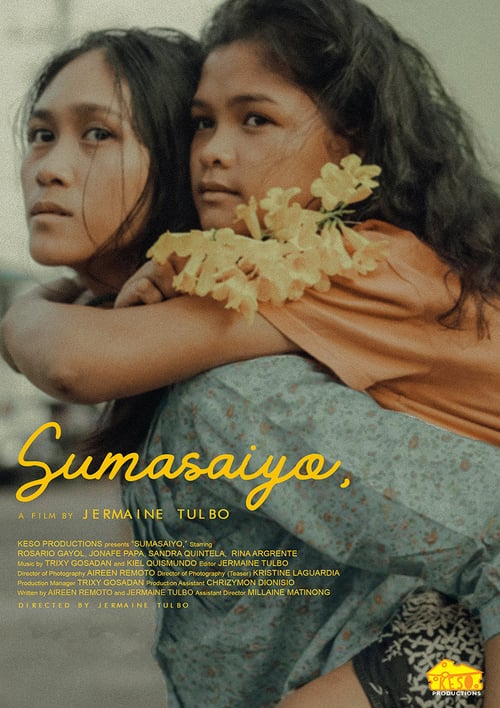 Sumasaiyo,
A FILM BY JERMAINE TULBO
KESO PRODUCTIONS presents "SUMASAIYO," Starring
ROSARIO GAYOL, JONAFE PAPA, SANDRA QUINTELA, RINA ARGRENTE
Music by TRIXY GOSADAN and KIEL QUISMUNDO Editor JERMAINE TULBO
Director of Photography AIREEN REMOTO Director of Photography (Teaser) KRISTINE LAGUARDIA
Production Manager TRIXY GOSADAN Production Assistant CHRIZYMON DIONISIO
Written by AIREEN REMOTO and JERMAINE TULBO Assistant Director MILLAINE MATINONG
DIRECTED BY JERMAINE TULBO
KESO
PRODUCTIONS